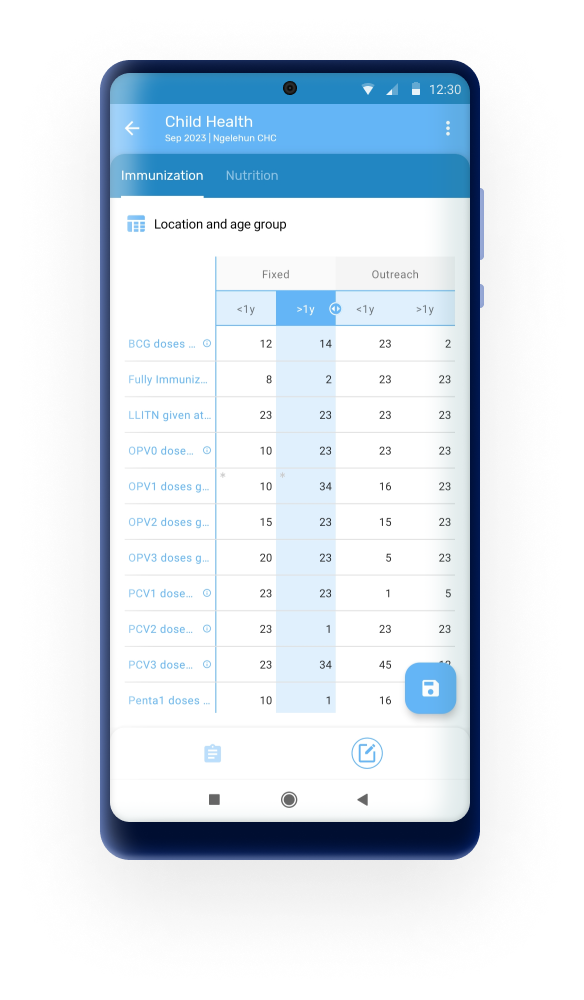 12:30
Child Health
Sep 2023 | Ngelehun CHC
Immunization Nutrition
Location and age group
Fixed Outreach
<1y >1y <1y >1y
BCG doses ... 12 14 23 2
Fully Immuniz... 8 2 23 23
LLITN given at... 23 23 23 23
OPV0 dose... 10 23 23 23
OPV1 doses g... * 10 * 34 16 23
OPV2 doses g... 15 23 15 23
OPV3 doses g... 20 23 5 23
PCV1 dose... 23 23 1 5
PCV2 dose... 23 1 23 23
PCV3 dose... 23 34 45
Penta1 doses ... 10 1 16